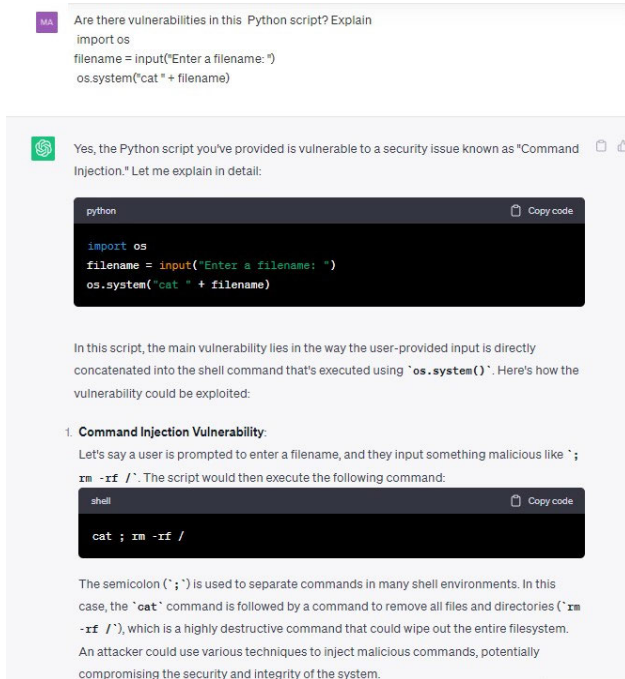 MA
Are there vulnerabilities in this Python script? Explain
import os
filename = input("Enter a filename: ")
os.system("cat " + filename)
Yes, the Python script you've provided is vulnerable to a security issue known as "Command
Injection." Let me explain in detail:
python
Copy code
import os
filename = input("Enter a filename: ")
os.system("cat " + filename)
In this script, the main vulnerability lies in the way the user-provided input is directly
concatenated into the shell command that's executed using `os.system()`. Here's how the
vulnerability could be exploited:
1. Command Injection Vulnerability:
Let's say a user is prompted to enter a filename, and they input something malicious like `;
rm -rf /`. The script would then execute the following command:
shell
Copy code
cat ; rm -rf /
The semicolon (`;`) is used to separate commands in many shell environments. In this
case, the `cat` command is followed by a command to remove all files and directories (`rm
-rf /`), which is a highly destructive command that could wipe out the entire filesystem.
An attacker could use various techniques to inject malicious commands, potentially
compromising the security and integrity of the system.